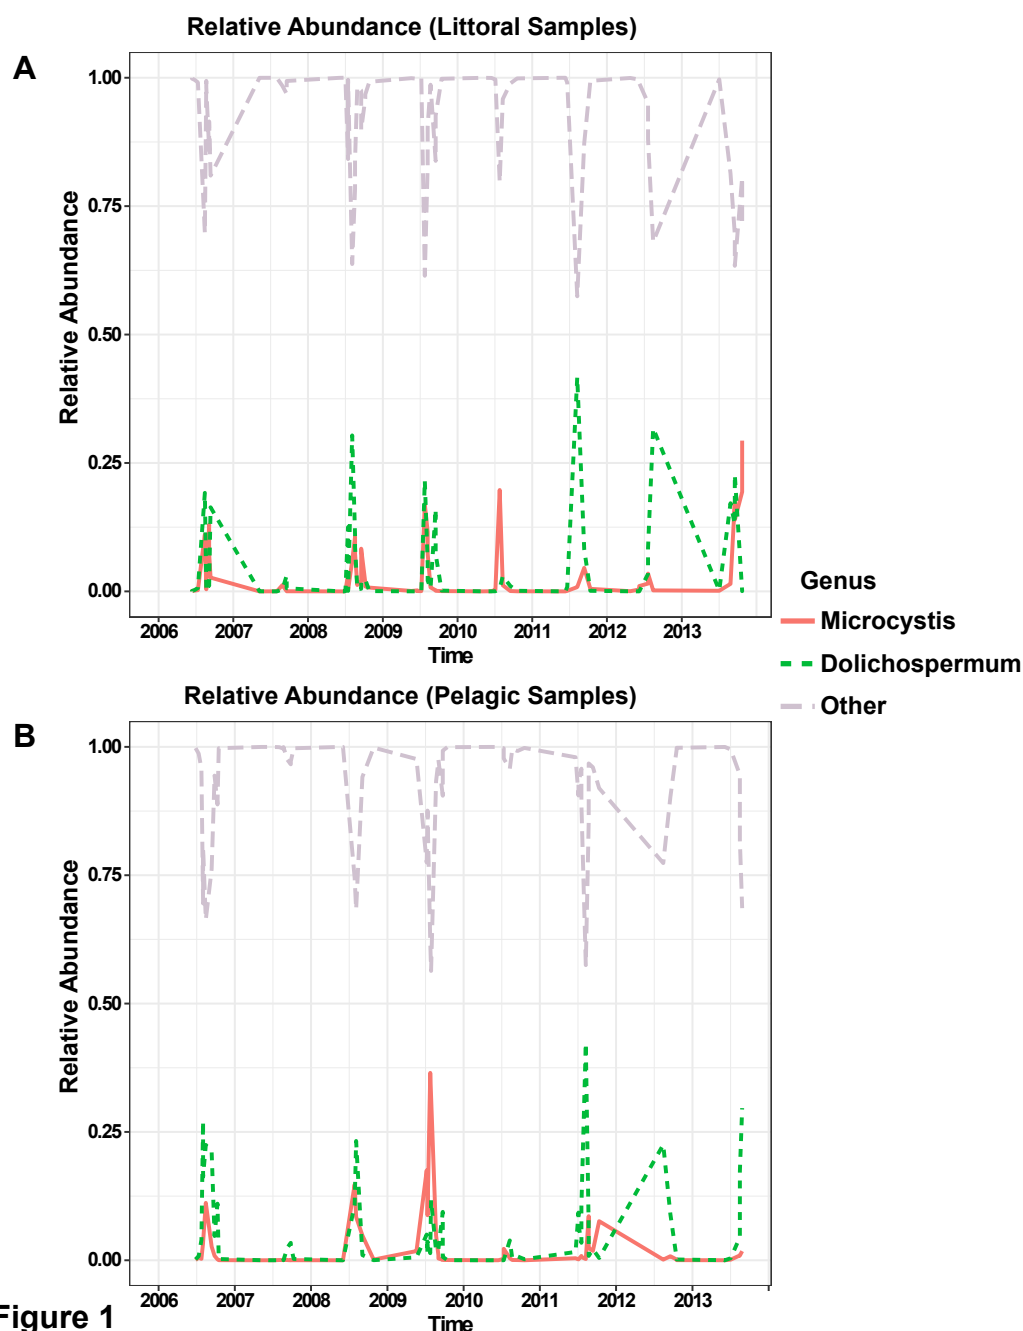 Relative Abundance (Littoral Samples)
A
1.00
0.75
0.50
0.25
0.00
Relative Abundance
2006 2007 2008 2009 2010 2011 2012 2013
Time
Genus
Microcystis
Dolichospermum
Other
Relative Abundance (Pelagic Samples)
B
1.00
0.75
0.50
0.25
0.00
Relative Abundance
2006 2007 2008 2009 2010 2011 2012 2013
Time
Figure 1